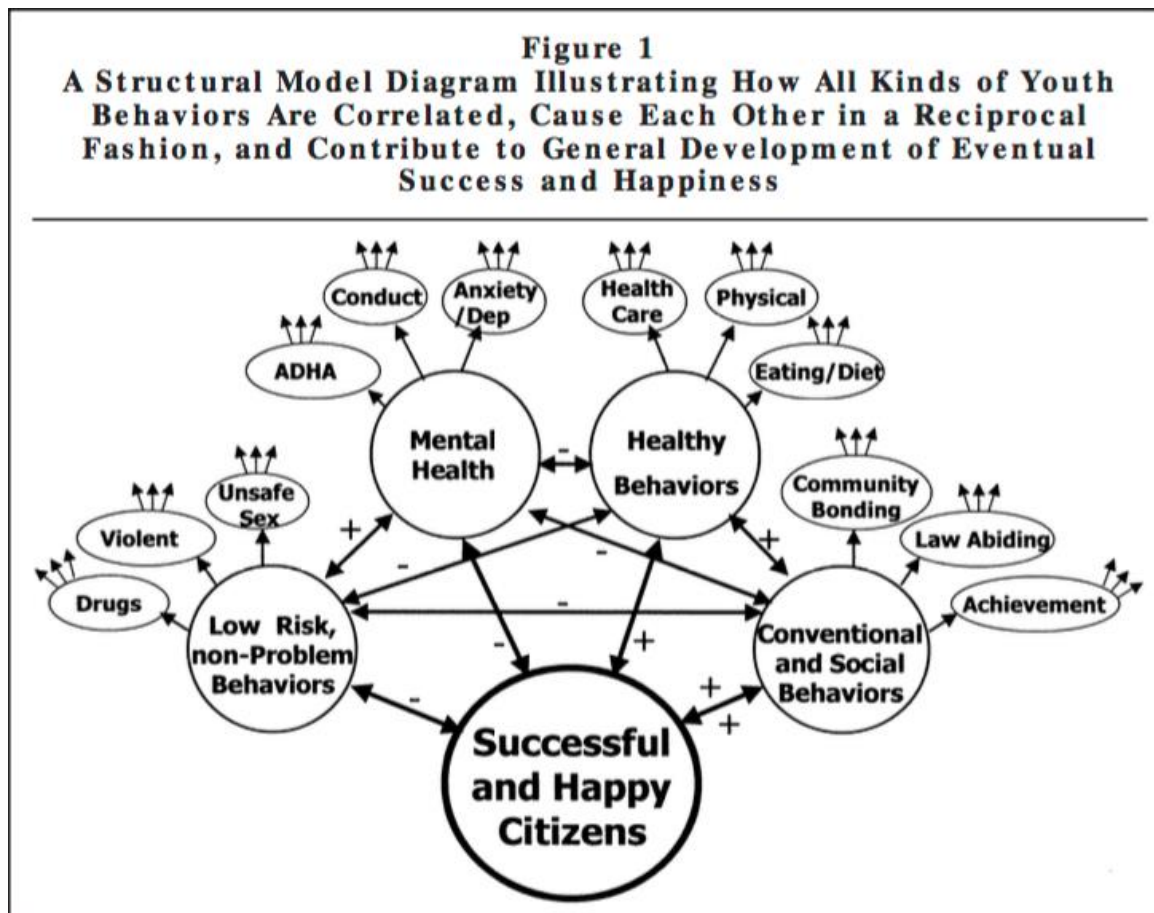 Figure 1
A Structural Model Diagram Illustrating How All Kinds of Youth
Behaviors Are Correlated, Cause Each Other in a Reciprocal
Fashion, and Contribute to General Development of Eventual
Success and Happiness
Conduct
Anxiety
/Dep
Health
Care
Physical
ADHA
Eating/Diet
Mental
Health
-
Healthy
Behaviors
Unsafe
Sex
Community
Bonding
Violent
+
-
-
+
Law Abiding
Drugs
-
Achievement
Low Risk,
non-Problem
Behaviors
-
+
Conventional
and Social
Behaviors
-
+
+
Successful
and Happy
Citizens